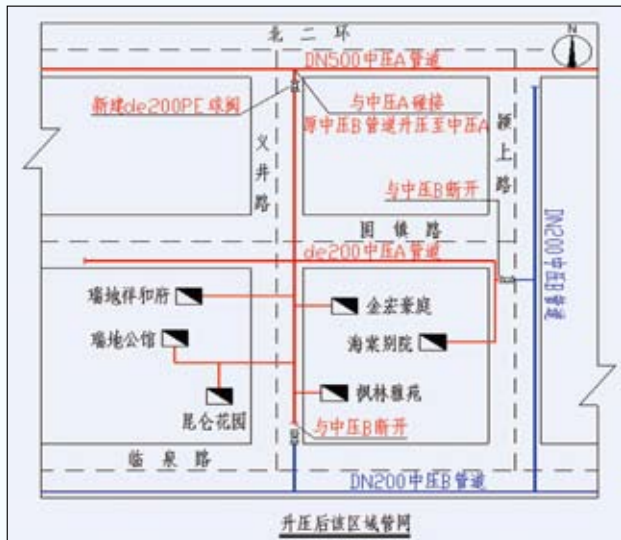 北二环
N
DN500中压A管道
新建de200PE球阀
与中压A碰接
原中压B管道升压至中压A
义井路
颍上路
与中压B断开
固镇路
de200中压A管道
DN200中压B管道
瑞地祥和府
金宏豪庭
瑞地公馆
海棠别院
枫林雅苑
昆仑花园
与中压B断开
临泉路
DN200中压B管道
升压后该区域管网